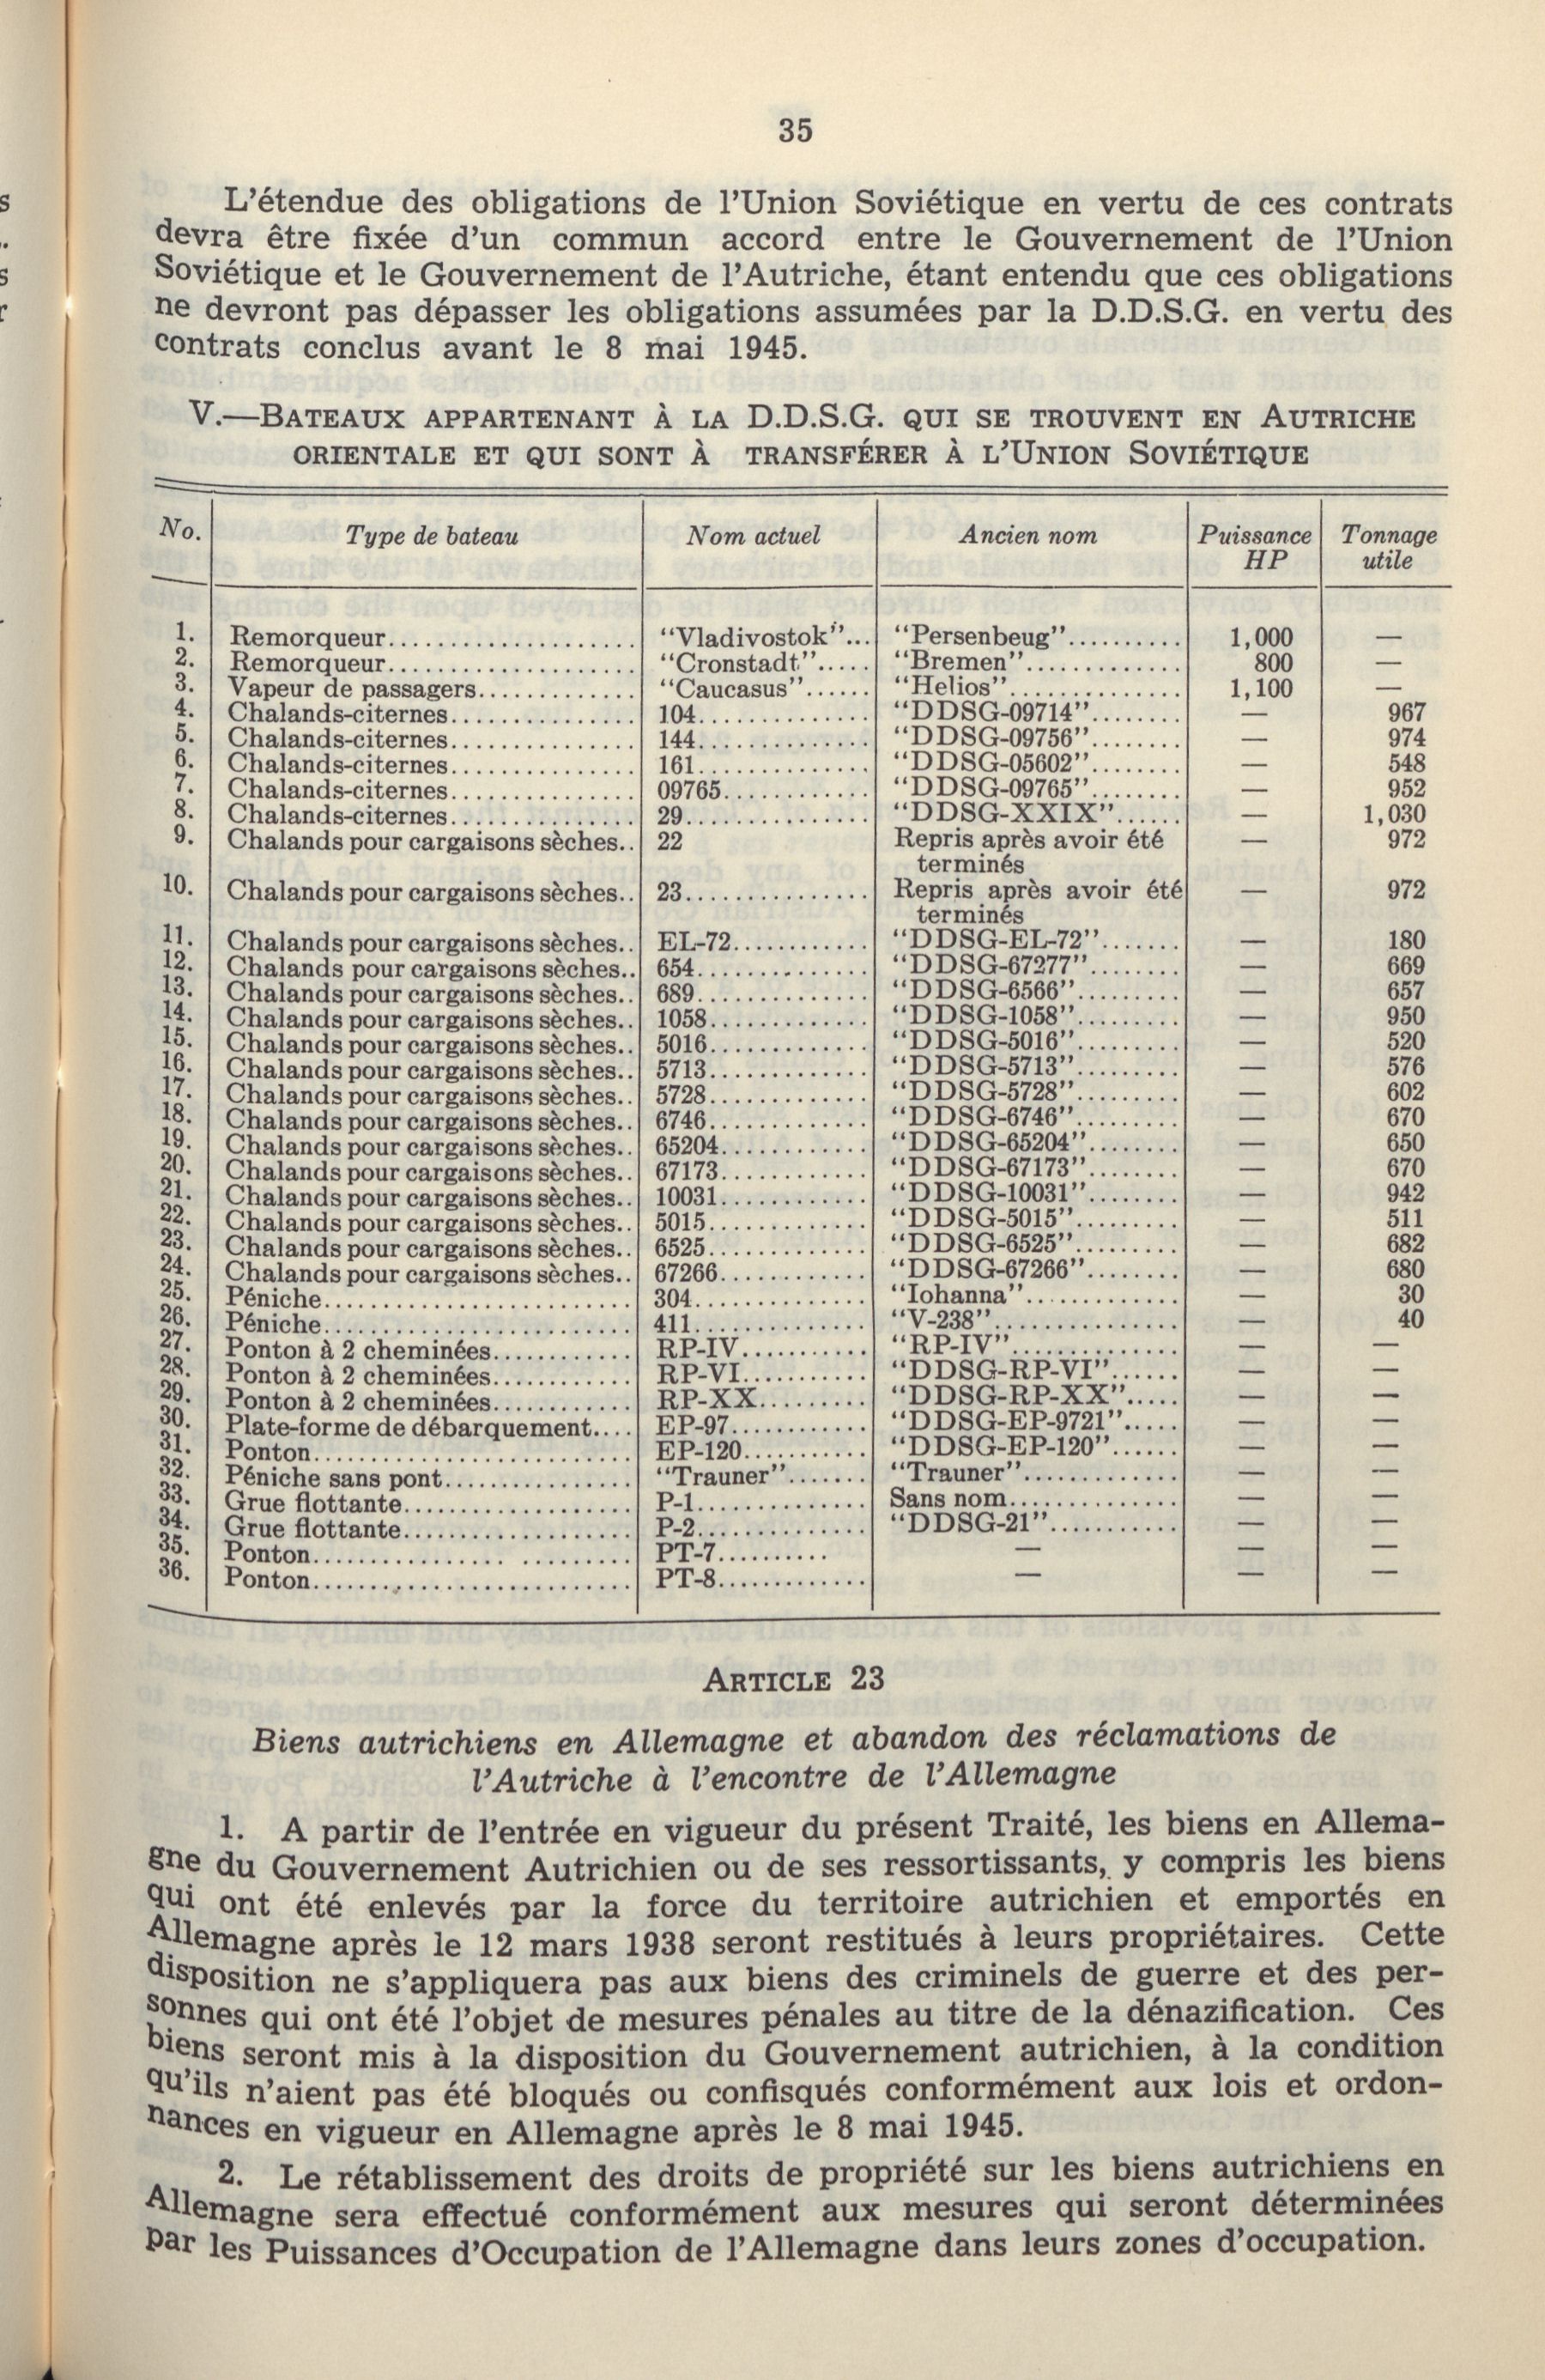 35
L'étendue des obligations de l'Union Soviétique en vertu de ces contrats
devra être fixée d'un commun accord entre le Gouvernement de l'Union
Soviétique et le Gouvernement de l'Autriche, étant entendu que ces obligations
ne devront pas dépasser les obligations assumées par la D.D.S.G. en vertu des
contrats conclus avant le 8 mai 1945.
V.—BATEAUX APPARTENANT À LA D.D.S.G. QUI SE TROUVENT EN AUTRICHE
ORIENTALE ET QUI SONT À TRANSFÉRER À L'UNION SOVIÉTIQUE
No. Type de bateau Nom actuel Ancien nom Puissance HP Tonnage utile
1. Remorqueur..................... “Vladivostok”... “Persenbeug”.......... 1,000 —
2. Remorqueur..................... “Cronstadt”..... “Bremen”............. 800 —
3. Vapeur de passagers............. “Caucasus”...... “Helios”............... 1,100 —
4. Chalands-citernes................ 104............... “DDSG-09714”........ — 967
5. Chalands-citernes................ 144............... “DDSG-09756”........ — 974
6. Chalands-citernes................ 161............... “DDSG-05602”........ — 548
7. Chalands-citernes................ 09765............ “DDSG-09765”........ — 952
8. Chalands-citernes................ 29................ “DDSG-XXIX”...... — 1,030
9. Chalands pour cargaisons sèches.. 22 Repris après avoir été — 972
terminés
10. Chalands pour cargaisons sèches.. 23................ Repris après avoir été — 972
terminés
11. Chalands pour cargaisons sèches.. EL-72............ “DDSG-EL-72”....... — 180
12. Chalands pour cargaisons sèches.. 654............... “DDSG-67277”........ — 669
13. Chalands pour cargaisons sèches.. 689............... “DDSG-6566”......... — 657
14. Chalands pour cargaisons sèches.. 1058.............. “DDSG-1058”......... — 950
15. Chalands pour cargaisons sèches.. 5016.............. “DDSG-5016”......... — 520
16. Chalands pour cargaisons sèches.. 5713.............. “DDSG-5713”......... — 576
17. Chalands pour cargaisons sèches.. 5728.............. “DDSG-5728”......... — 602
18. Chalands pour cargaisons sèches.. 6746.............. “DDSG-6746”......... — 670
19. Chalands pour cargaisons sèches.. 65204............ “DDSG-65204”........ — 650
20. Chalands pour cargaisons sèches.. 67173............ “DDSG-67173”........ — 670
21. Chalands pour cargaisons sèches.. 10031............ “DDSG-10031”........ — 942
22. Chalands pour cargaisons sèches.. 5015.............. “DDSG-5015”......... — 511
23. Chalands pour cargaisons sèches.. 6525.............. “DDSG-6525”......... — 682
24. Chalands pour cargaisons sèches.. 67266............ “DDSG-67266”........ — 680
25. Péniche.......................... 304............... “Iohanna”............. — 30
26. Péniche.......................... 411............... “V-238”................ — 40
27. Ponton à 2 cheminées............ RP-IV........... “RP-IV”.............. — —
28. Ponton à 2 cheminées............ RP-VI........... “DDSG-RP-VI”...... — —
29. Ponton à 2 cheminées............ RP-XX......... “DDSG-RP-XX”..... — —
30. Plate-forme de débarquement.... EP-97............ “DDSG-EP-9721”..... — —
31. Ponton........................... EP-120........... “DDSG-EP-120”...... — —
32. Péniche sans pont................ “Trauner”....... “Trauner”............. — —
33. Grue flottante.................... P-1............... Sans nom.............. — —
34. Grue flottante.................... P-2............... “DDSG-21”........... — —
35. Ponton................ .......... PT-7.......... — — —
36. Ponton........................... PT-8............. — — —
ARTICLE 23
Biens autrichiens en Allemagne et abandon des réclamations de
l'Autriche à l'encontre de l'Allemagne
1. A partir de l'entrée en vigueur du présent Traité, les biens en Allema-
gne du Gouvernement Autrichien ou de ses ressortissants, y compris les biens
qui ont été enlevés par la force du territoire autrichien et emportés en
Allemagne après le 12 mars 1938 seront restitués à leurs propriétaires. Cette
disposition ne s'appliquera pas aux biens des criminels de guerre et des per-
sonnes qui ont été l'objet de mesures pénales au titre de la dénazification. Ces
biens seront mis à la disposition du Gouvernement autrichien, à la condition
qu'ils n'aient pas été bloqués ou confisqués conformément aux lois et ordon-
nances en vigueur en Allemagne après le 8 mai 1945.
2. Le rétablissement des droits de propriété sur les biens autrichiens en
Allemagne sera effectué conformément aux mesures qui seront déterminées
par les Puissances d'Occupation de l'Allemagne dans leurs zones d'occupation.